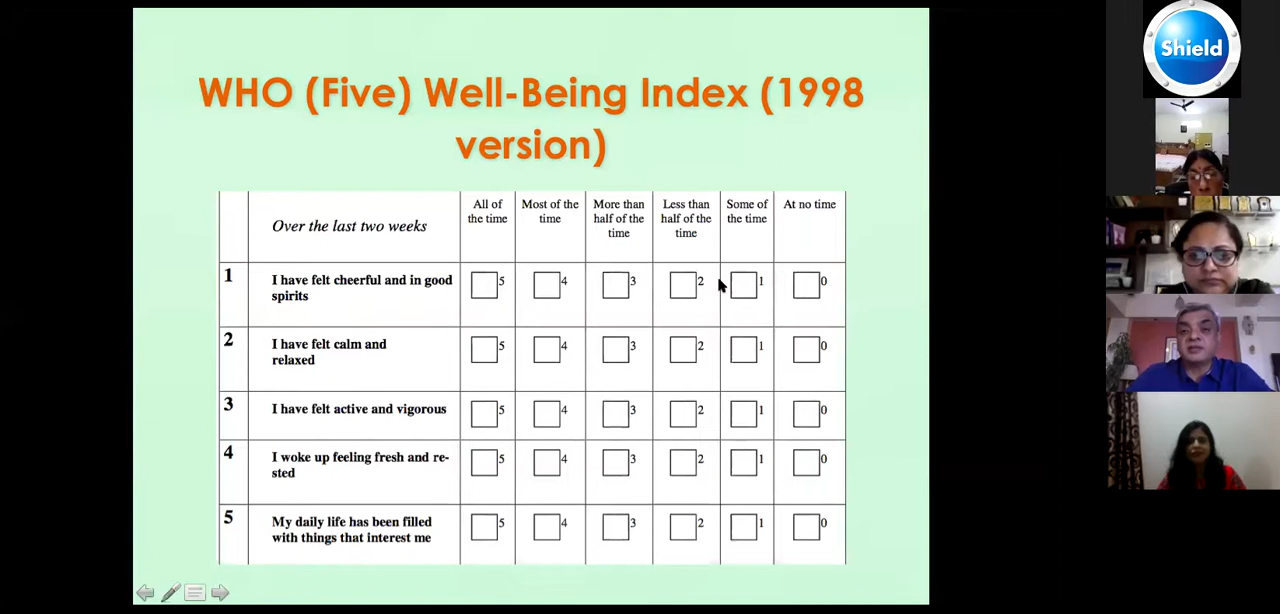 WHO (Five) Well-Being Index (1998
version)
Over the last two weeks
All of
the time
Most of the
time
More than
half of the
time
Less than
half of the
time
Some of
the time
At no time
1
I have felt cheerful and in good
spirits
5 4 3 2 1 0
2
I have felt calm and
relaxed
5 4 3 2 1 0
3
I have felt active and vigorous
5 4 3 2 1 0
4
I woke up feeling fresh and re-
sted
5 4 3 2 1 0
5
My daily life has been filled
with things that interest me
5 4 3 2 1 0
Shield